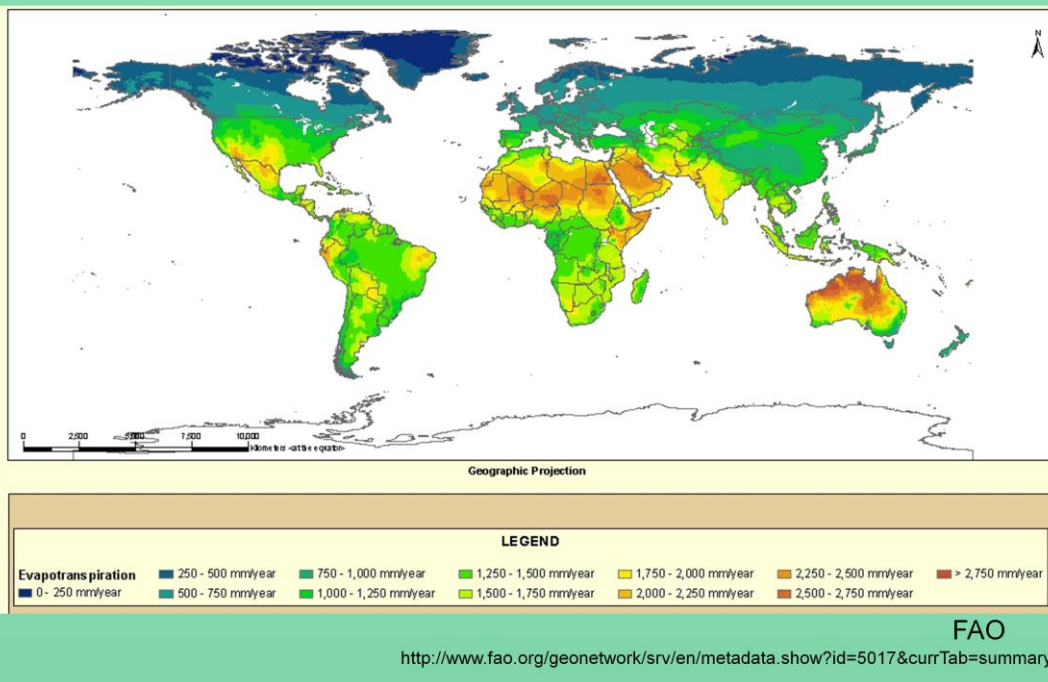 N
0 2,500 5,000 7,500 10,000
Kilometers <at the equator>
Geographic Projection
LEGEND
Evapotranspiration
0 - 250 mm/year
250 - 500 mm/year
500 - 750 mm/year
750 - 1,000 mm/year
1,000 - 1,250 mm/year
1,250 - 1,500 mm/year
1,500 - 1,750 mm/year
1,750 - 2,000 mm/year
2,000 - 2,250 mm/year
2,250 - 2,500 mm/year
2,500 - 2,750 mm/year
> 2,750 mm/year
FAO
http://www.fao.org/geonetwork/srv/en/metadata.show?id=5017&currTab=summary